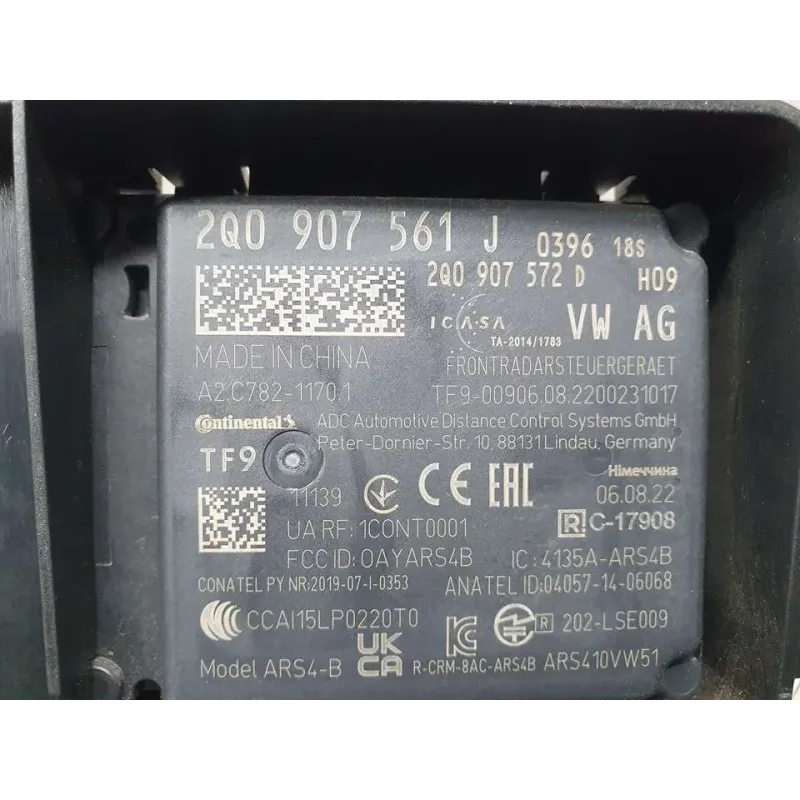 2Q0 907 561 J 0396 18S
2Q0 907 572 D H09
ICASA TA-2014/1783 VW AG
MADE IN CHINA FRONTRADARSTEUERGERAET
A2C782-1170.1 TF9-00906.08.2200231017
Continental ADC Automotive Distance Control Systems GmbH
Peter-Dornier-Str. 10, 88131 Lindau, Germany
TF9 Німеччина
11139 CE EAC 06.08.22
UA RF: 1CONT0001 R C-17908
FCC ID: OAYARS4B IC: 4135A-ARS4B
CONATEL PY NR:2019-07-I-0353 ANATEL ID:04057-14-06068
CCAI15LP0220T0 R 202-LSE009
Model ARS4-B UK CA R-CRM-8AC-ARS4B ARS410VW51